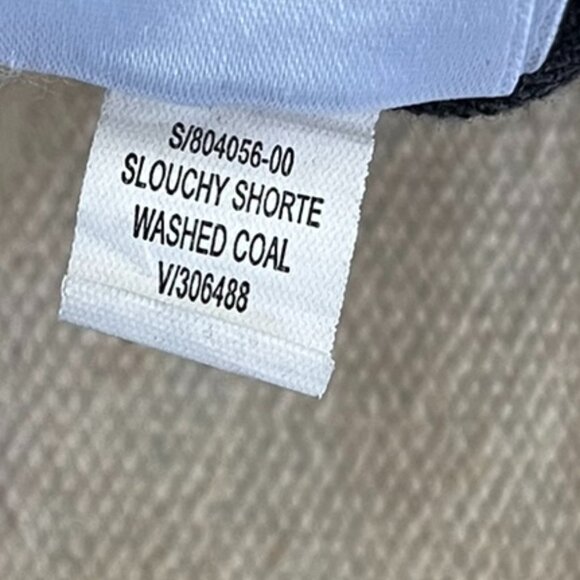 S/804056-00
SLOUCHY SHORTE
WASHED COAL
V/306488